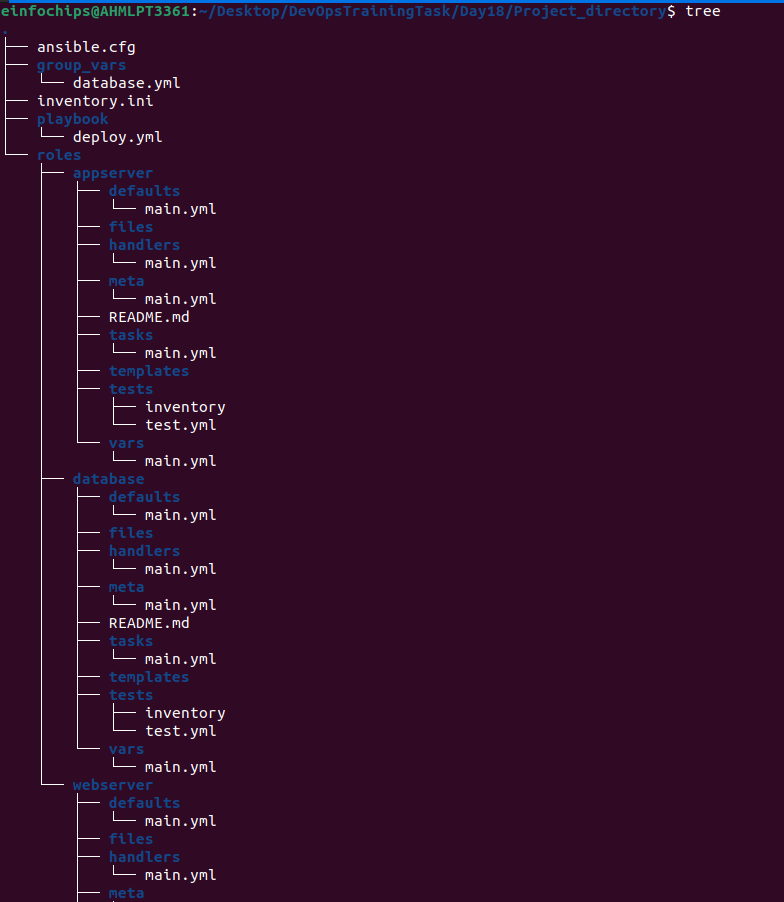 einfochips@AHMLPT3361:~/Desktop/DevOpsTrainingTask/Day18/Project_directory$ tree
.
├── ansible.cfg
├── group_vars
│   └── database.yml
├── inventory.ini
├── playbook
│   └── deploy.yml
└── roles
    ├── appserver
    │   ├── defaults
    │   │   └── main.yml
    │   ├── files
    │   ├── handlers
    │   │   └── main.yml
    │   ├── meta
    │   │   └── main.yml
    │   ├── README.md
    │   ├── tasks
    │   │   └── main.yml
    │   ├── templates
    │   ├── tests
    │   │   ├── inventory
    │   │   └── test.yml
    │   └── vars
    │       └── main.yml
    ├── database
    │   ├── defaults
    │   │   └── main.yml
    │   ├── files
    │   ├── handlers
    │   │   └── main.yml
    │   ├── meta
    │   │   └── main.yml
    │   ├── README.md
    │   ├── tasks
    │   │   └── main.yml
    │   ├── templates
    │   ├── tests
    │   │   ├── inventory
    │   │   └── test.yml
    │   └── vars
    │       └── main.yml
    └── webserver
        ├── defaults
        │   └── main.yml
        ├── files
        ├── handlers
        │   └── main.yml
        ├── meta